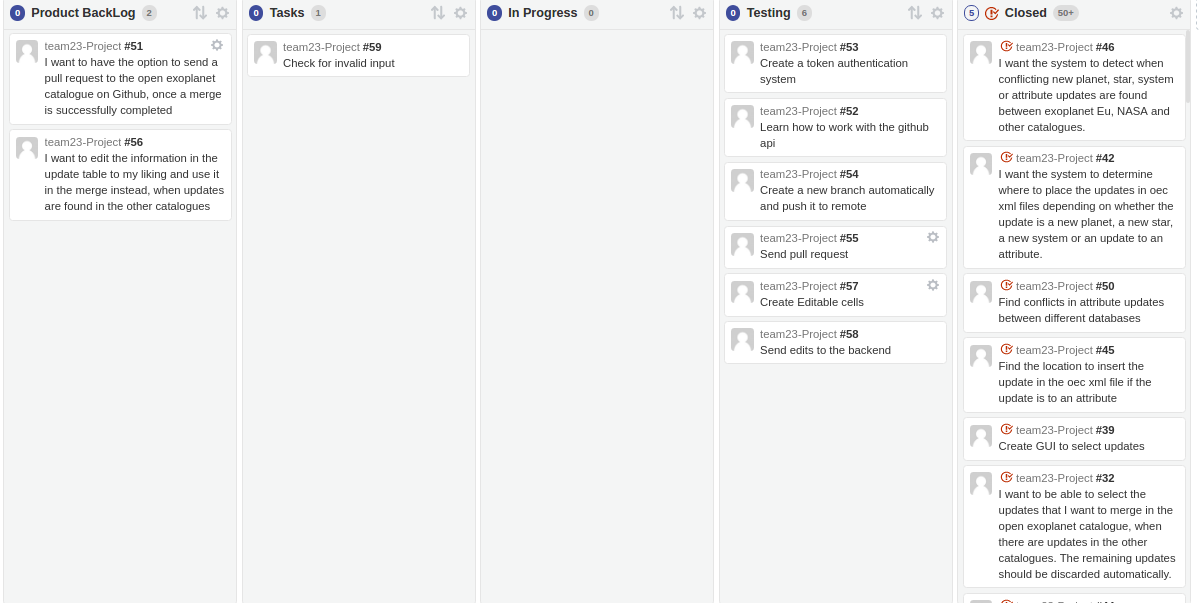 0 Product BackLog 2
team23-Project #51
I want to have the option to send a
pull request to the open exoplanet
catalogue on Github, once a merge
is successfully completed
team23-Project #56
I want to edit the information in the
update table to my liking and use it
in the merge instead, when updates
are found in the other catalogues
0 Tasks 1
team23-Project #59
Check for invalid input
0 In Progress 0
0 Testing 6
team23-Project #53
Create a token authentication
system
team23-Project #52
Learn how to work with the github
api
team23-Project #54
Create a new branch automatically
and push it to remote
team23-Project #55
Send pull request
team23-Project #57
Create Editable cells
team23-Project #58
Send edits to the backend
5 Closed 50+
team23-Project #46
I want the system to detect when
conflicting new planet, star, system
or attribute updates are found
between exoplanet Eu, NASA and
other catalogues.
team23-Project #42
I want the system to determine
where to place the updates in oec
xml files depending on whether the
update is a new planet, a new star,
a new system or an update to an
attribute.
team23-Project #50
Find conflicts in attribute updates
between different databases
team23-Project #45
Find the location to insert the
update in the oec xml file if the
update is to an attribute
team23-Project #39
Create GUI to select updates
team23-Project #32
I want to be able to select the
updates that I want to merge in the
open exoplanet catalogue, when
there are updates in the other
catalogues. The remaining updates
should be discarded automatically.